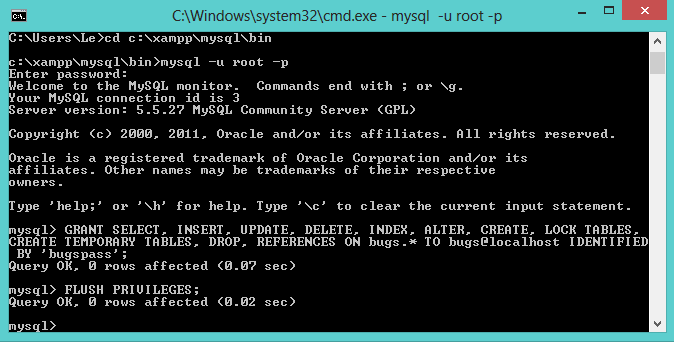 C:\Windows\system32\cmd.exe - mysql -u root -p
C:\Users\Le>cd c:\xampp\mysql\bin
c:\xampp\mysql\bin>mysql -u root -p
Enter password:
Welcome to the MySQL monitor.  Commands end with ; or \g.
Your MySQL connection id is 3
Server version: 5.5.27 MySQL Community Server (GPL)
Copyright (c) 2000, 2011, Oracle and/or its affiliates. All rights reserved.
Oracle is a registered trademark of Oracle Corporation and/or its
affiliates. Other names may be trademarks of their respective
owners.
Type 'help;' or '\h' for help. Type '\c' to clear the current input statement.
mysql> GRANT SELECT, INSERT, UPDATE, DELETE, INDEX, ALTER, CREATE, LOCK TABLES,
CREATE TEMPORARY TABLES, DROP, REFERENCES ON bugs.* TO bugs@localhost IDENTIFIED
 BY 'bugspass';
Query OK, 0 rows affected (0.07 sec)
mysql> FLUSH PRIVILEGES;
Query OK, 0 rows affected (0.02 sec)
mysql>